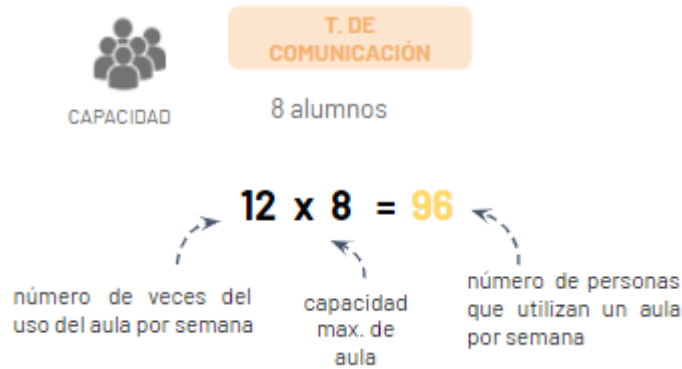 T. DE
COMUNICACIÓN
CAPACIDAD
8 alumnos
12 x 8 = 96
número de veces del
uso del aula por semana
capacidad
max. de
aula
número de personas
que utilizan un aula
por semana